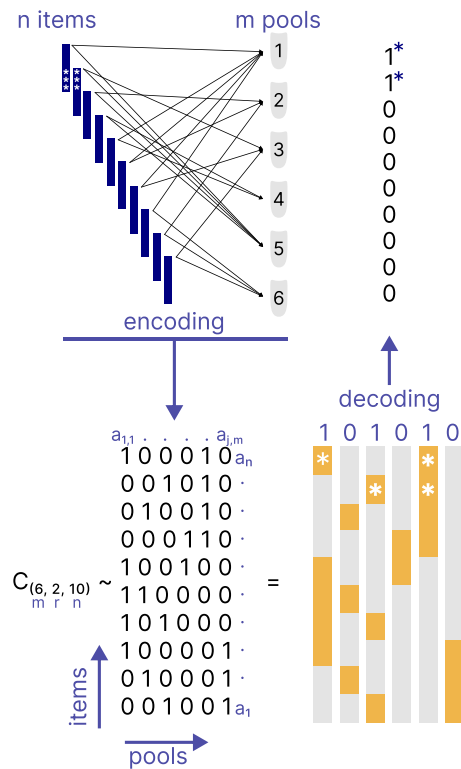 n items
m pools
1
2
3
4
5
6
***
***
1*
1*
0
0
0
0
0
0
0
0
encoding
decoding
1 0 1 0 1 0
* *
* *
a1,1 . . . . aj,m
1 0 0 0 1 0 an
0 0 1 0 1 0 .
0 1 0 0 1 0 .
0 0 0 1 1 0 .
1 0 0 1 0 0 .
1 1 0 0 0 0 .
1 0 1 0 0 0 .
1 0 0 0 0 1 .
0 1 0 0 0 1 .
0 0 1 0 0 1 a1
C(6, 2, 10) ~
m r n
=
items
pools